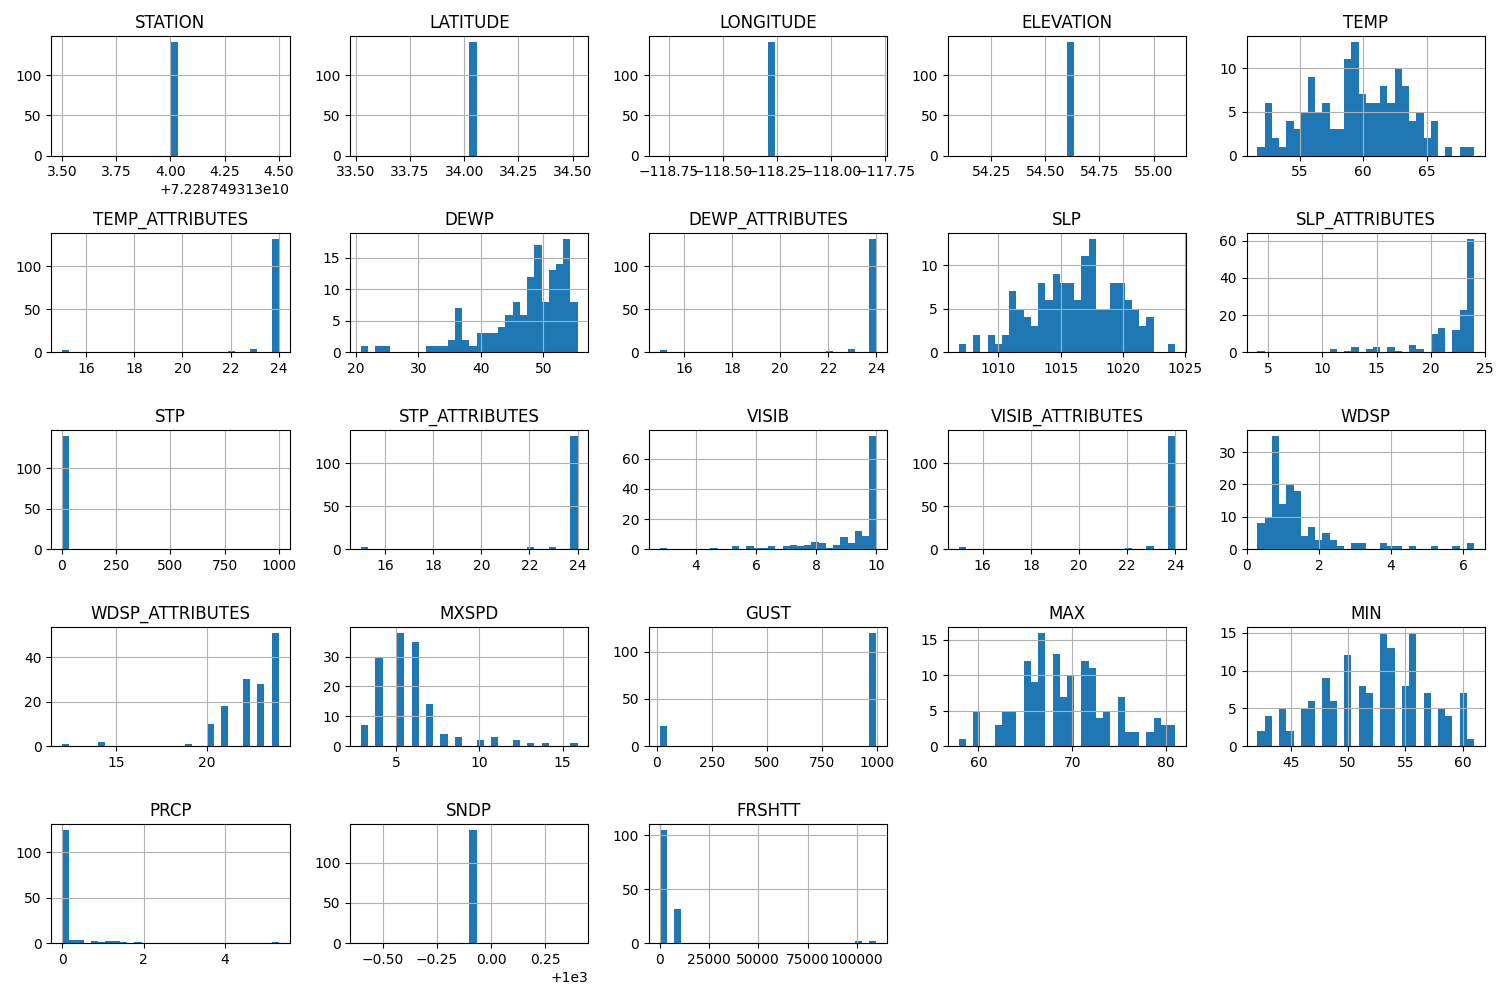 STATION LATITUDE LONGITUDE ELEVATION TEMP
100 100 100 100 10
50 50 50 50 5
0 0 0 0 0
3.50 3.75 4.00 4.25 4.50 33.50 33.75 34.00 34.25 34.50 −118.75 −118.50 −118.25 −118.00 −117.75 54.25 54.50 54.75 55.00 55 60 65
+7.228749313e10
TEMP_ATTRIBUTES DEWP DEWP_ATTRIBUTES SLP SLP_ATTRIBUTES
100 15 100 10 60
50 10 50 5 40
0 5 0 0 20
0 0
16 18 20 22 24 20 30 40 50 16 18 20 22 24 1010 1015 1020 1025 5 10 15 20 25
STP STP_ATTRIBUTES VISIB VISIB_ATTRIBUTES WDSP
100 100 60 100 30
50 50 40 50 20
0 0 20 0 10
0 0
0 250 500 750 1000 16 18 20 22 24 4 6 8 10 16 18 20 22 24 0 2 4 6
WDSP_ATTRIBUTES MXSPD GUST MAX MIN
40 30 100 15 15
20 20 50 10 10
0 10 0 5 5
0 0 0
15 20 5 10 15 0 250 500 750 1000 60 70 80 45 50 55 60
PRCP SNDP FRSHTT
100 100 100
50 50 50
0 0 0
0 2 4 −0.50 −0.25 0.00 0.25 0 25000 50000 75000 100000
+1e3